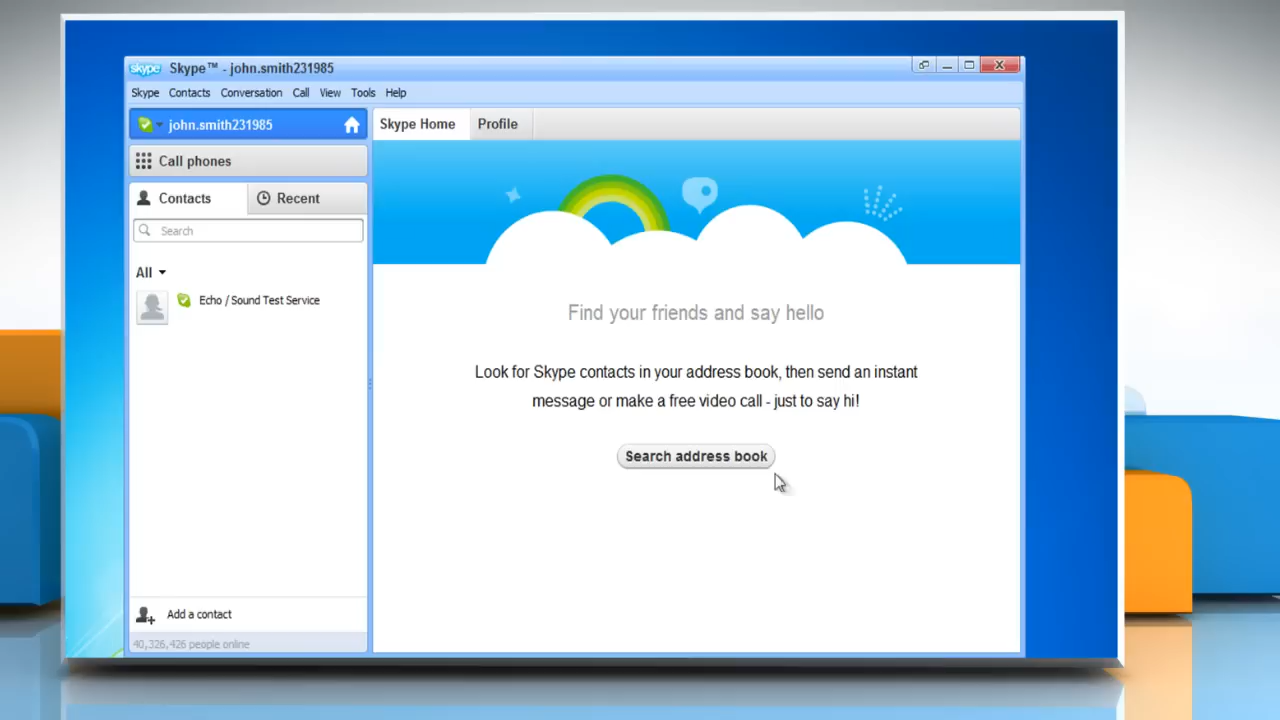 skype Skype™ - john.smith231985
Skype Contacts Conversation Call View Tools Help
john.smith231985
Skype Home Profile
Call phones
Contacts Recent
Search
All
Echo / Sound Test Service
Find your friends and say hello
Look for Skype contacts in your address book, then send an instant
message or make a free video call - just to say hi!
Search address book
Add a contact
40,326,426 people online